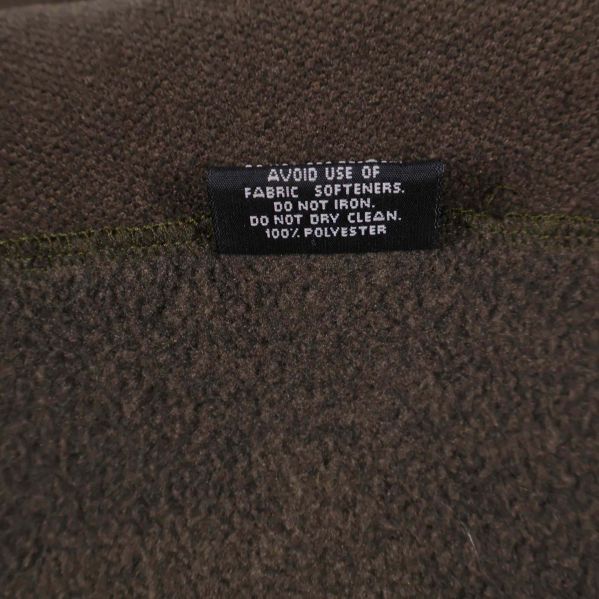 AVOID USE OF
FABRIC SOFTENERS.
DO NOT IRON.
DO NOT DRY CLEAN.
100% POLYESTER